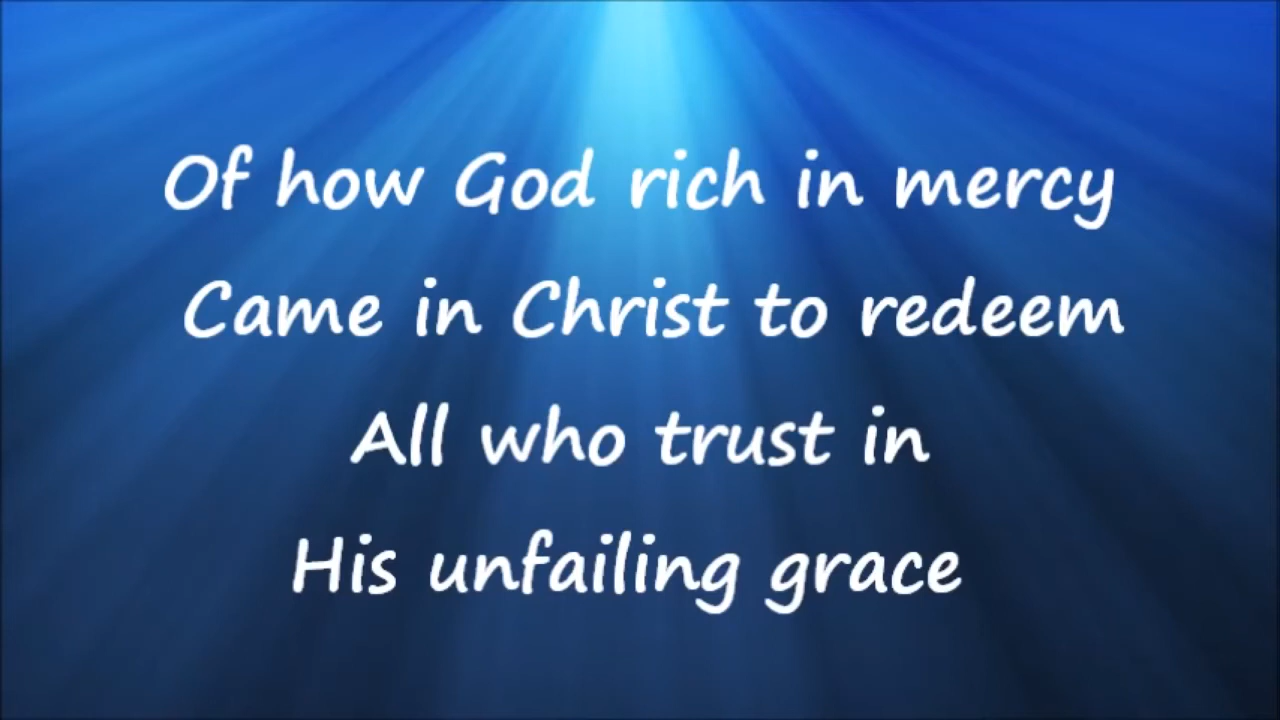 Of how God rich in mercy
Came in Christ to redeem
All who trust in
His unfailing grace